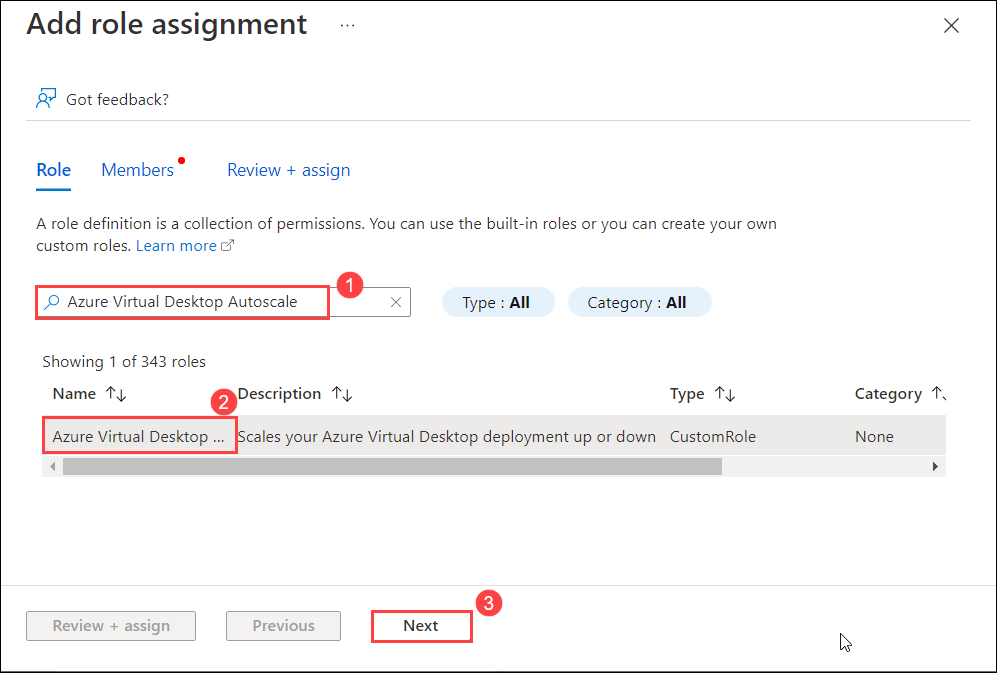 Add role assignment ...
Got feedback?
Role Members Review + assign
A role definition is a collection of permissions. You can use the built-in roles or you can create your own
custom roles. Learn more
Azure Virtual Desktop Autoscale
1
Type : All Category : All
Showing 1 of 343 roles
Name Description Type Category
2
Azure Virtual Desktop ... Scales your Azure Virtual Desktop deployment up or down CustomRole None
Review + assign Previous Next
3